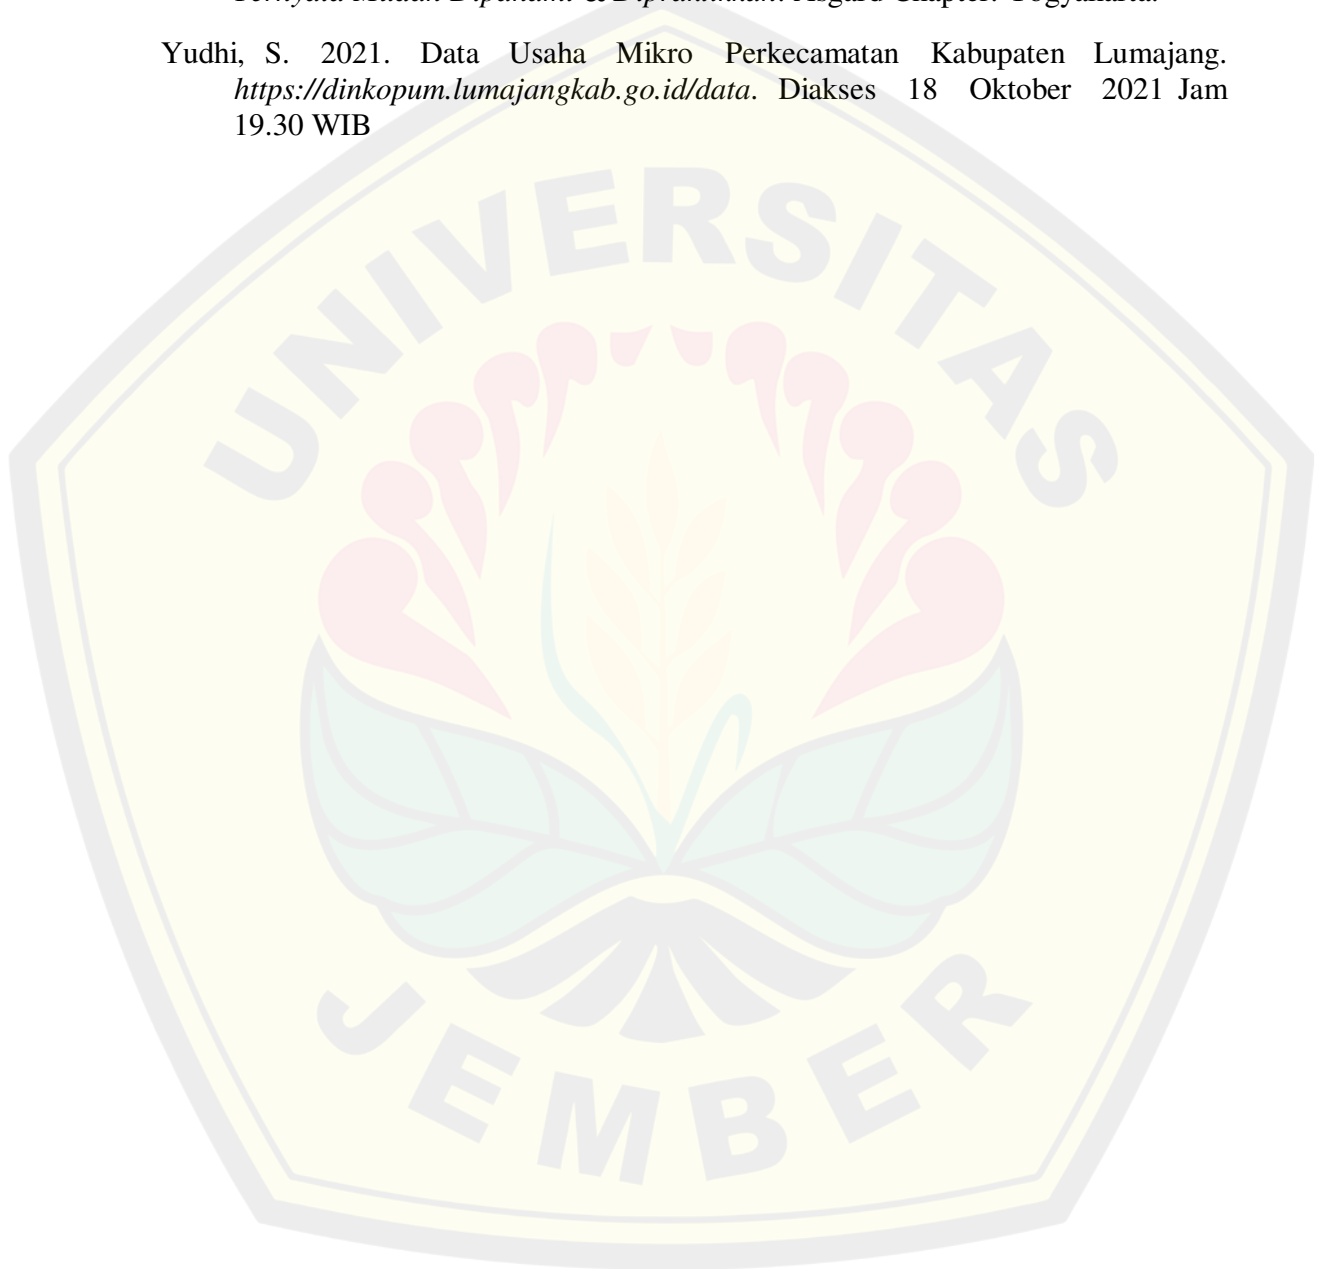 Ternyata Mudah Dipahami & Dipraktikkan. Asgard Chapter. Yogyakarta.
Yudhi, S. 2021. Data Usaha Mikro Perkecamatan Kabupaten Lumajang.
https://dinkopum.lumajangkab.go.id/data. Diakses 18 Oktober 2021 Jam
19.30 WIB
UNIVERSITAS
JEMBER